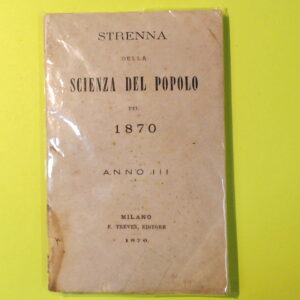 STRENNA
DELLA
SCIENZA DEL POPOLO
PEL
1870
ANNO III
MILANO
E. TREVES, EDITORE
1870.